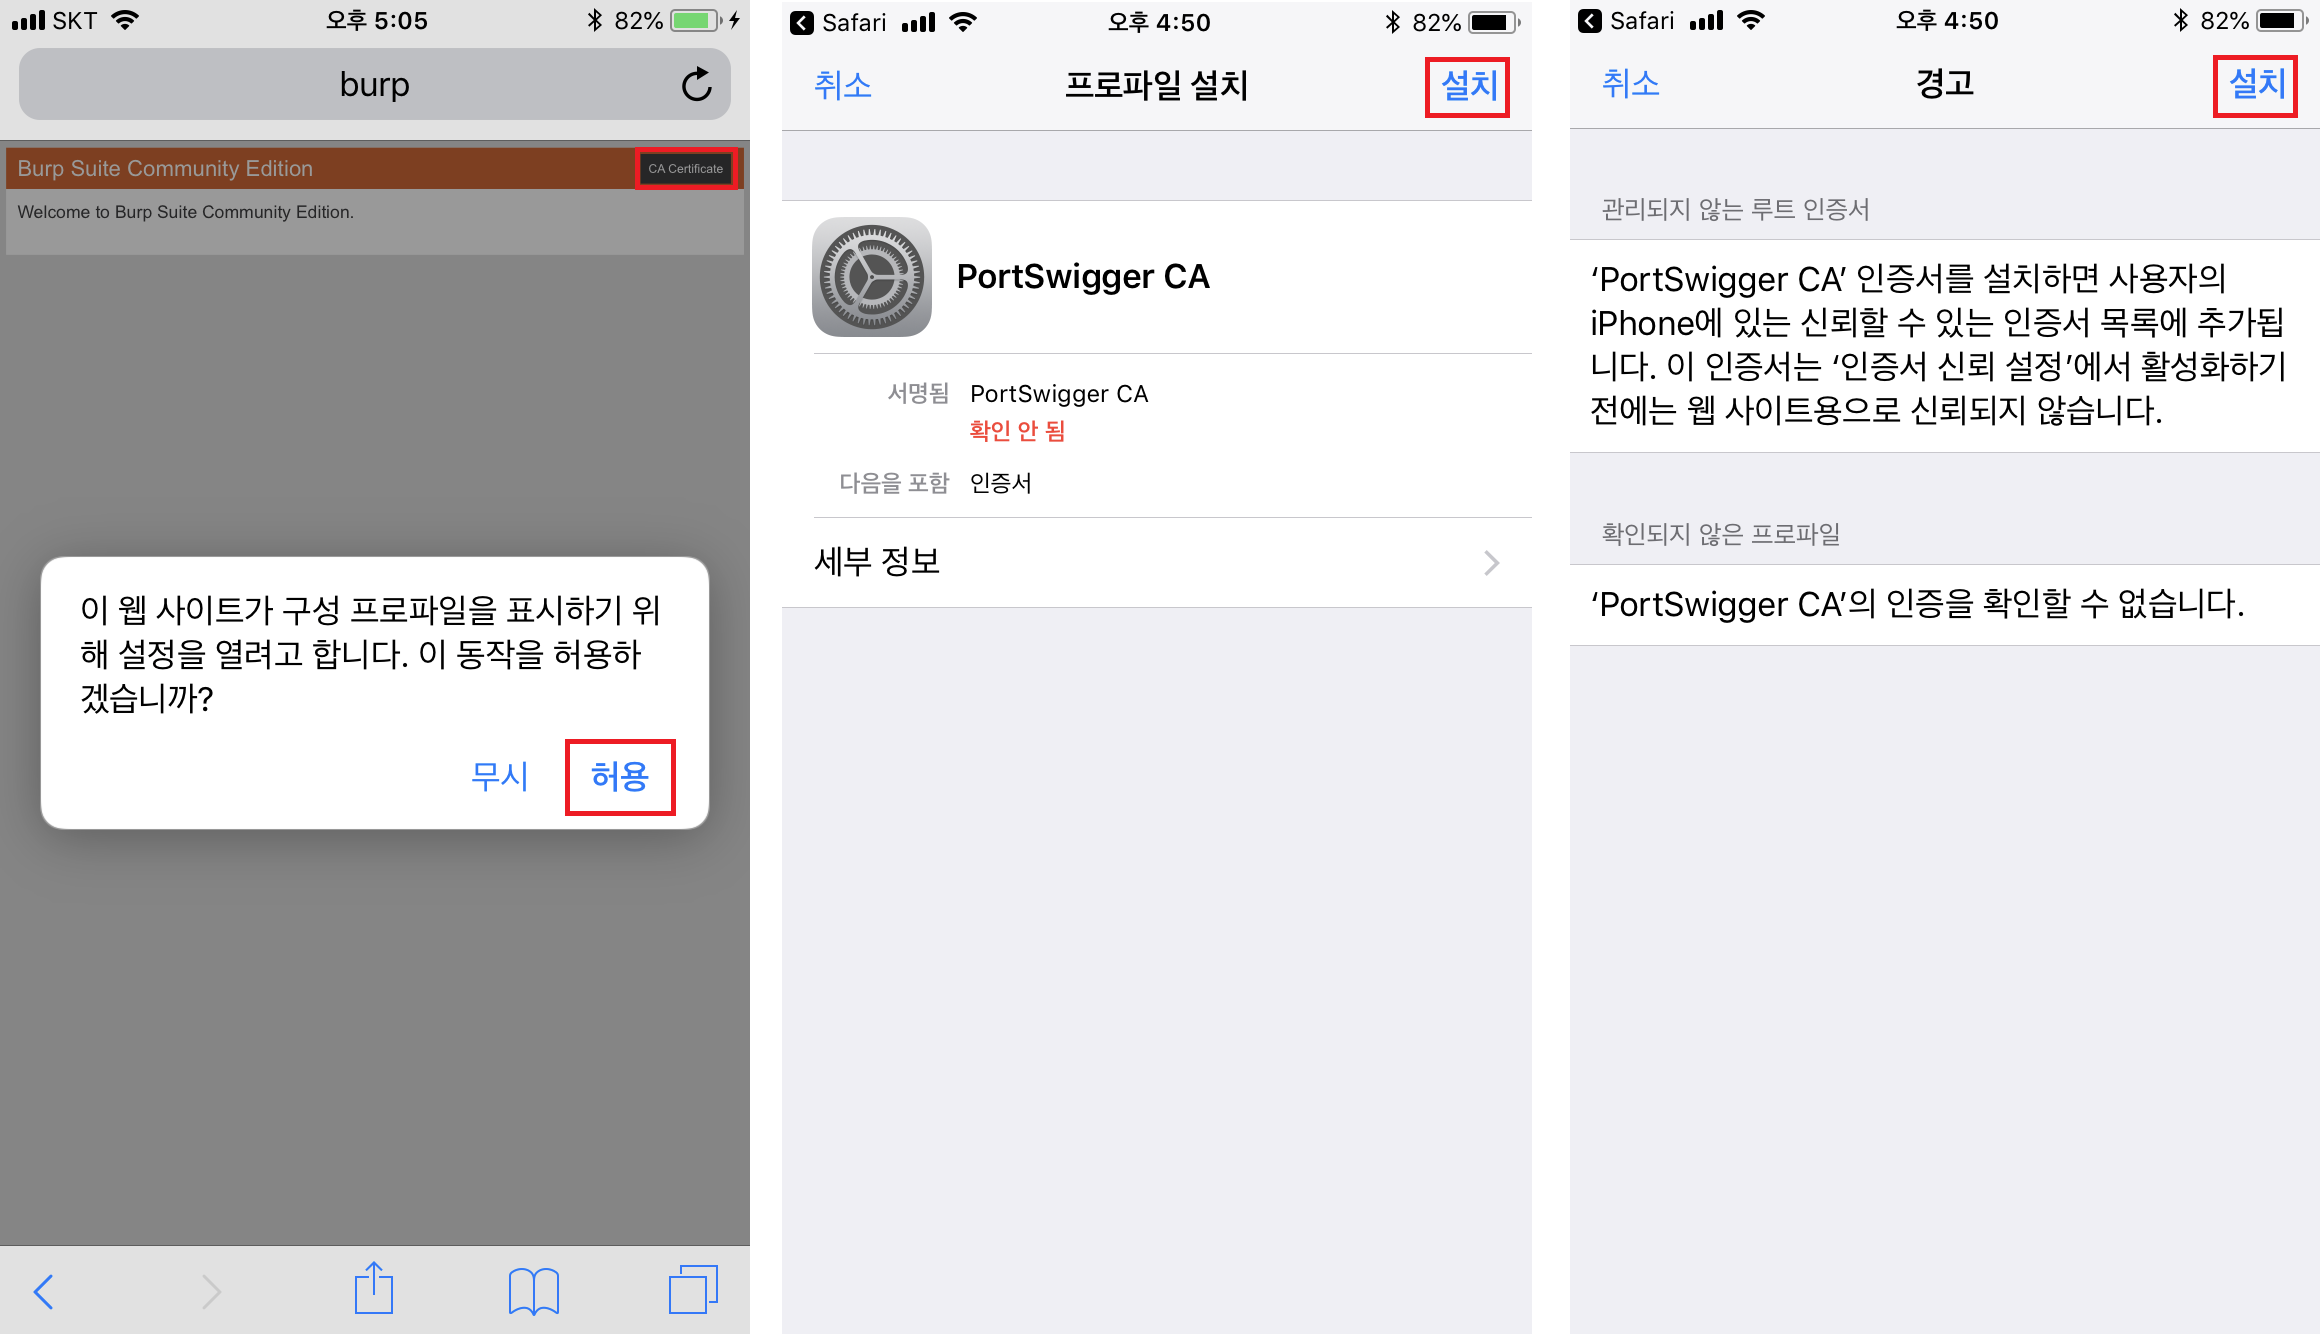 SKT
오후 5:05
82%
burp
Burp Suite Community Edition
CA Certificate
Welcome to Burp Suite Community Edition.
이 웹 사이트가 구성 프로파일을 표시하기 위
해 설정을 열려고 합니다. 이 동작을 허용하
겠습니까?
무시
허용
Safari
오후 4:50
82%
취소
프로파일 설치
설치
PortSwigger CA
서명됨 PortSwigger CA
확인 안 됨
다음을 포함 인증서
세부 정보
Safari
오후 4:50
82%
취소
경고
설치
관리되지 않는 루트 인증서
‘PortSwigger CA’ 인증서를 설치하면 사용자의
iPhone에 있는 신뢰할 수 있는 인증서 목록에 추가됩
니다. 이 인증서는 ‘인증서 신뢰 설정’에서 활성화하기
전에는 웹 사이트용으로 신뢰되지 않습니다.
확인되지 않은 프로파일
‘PortSwigger CA’의 인증을 확인할 수 없습니다.